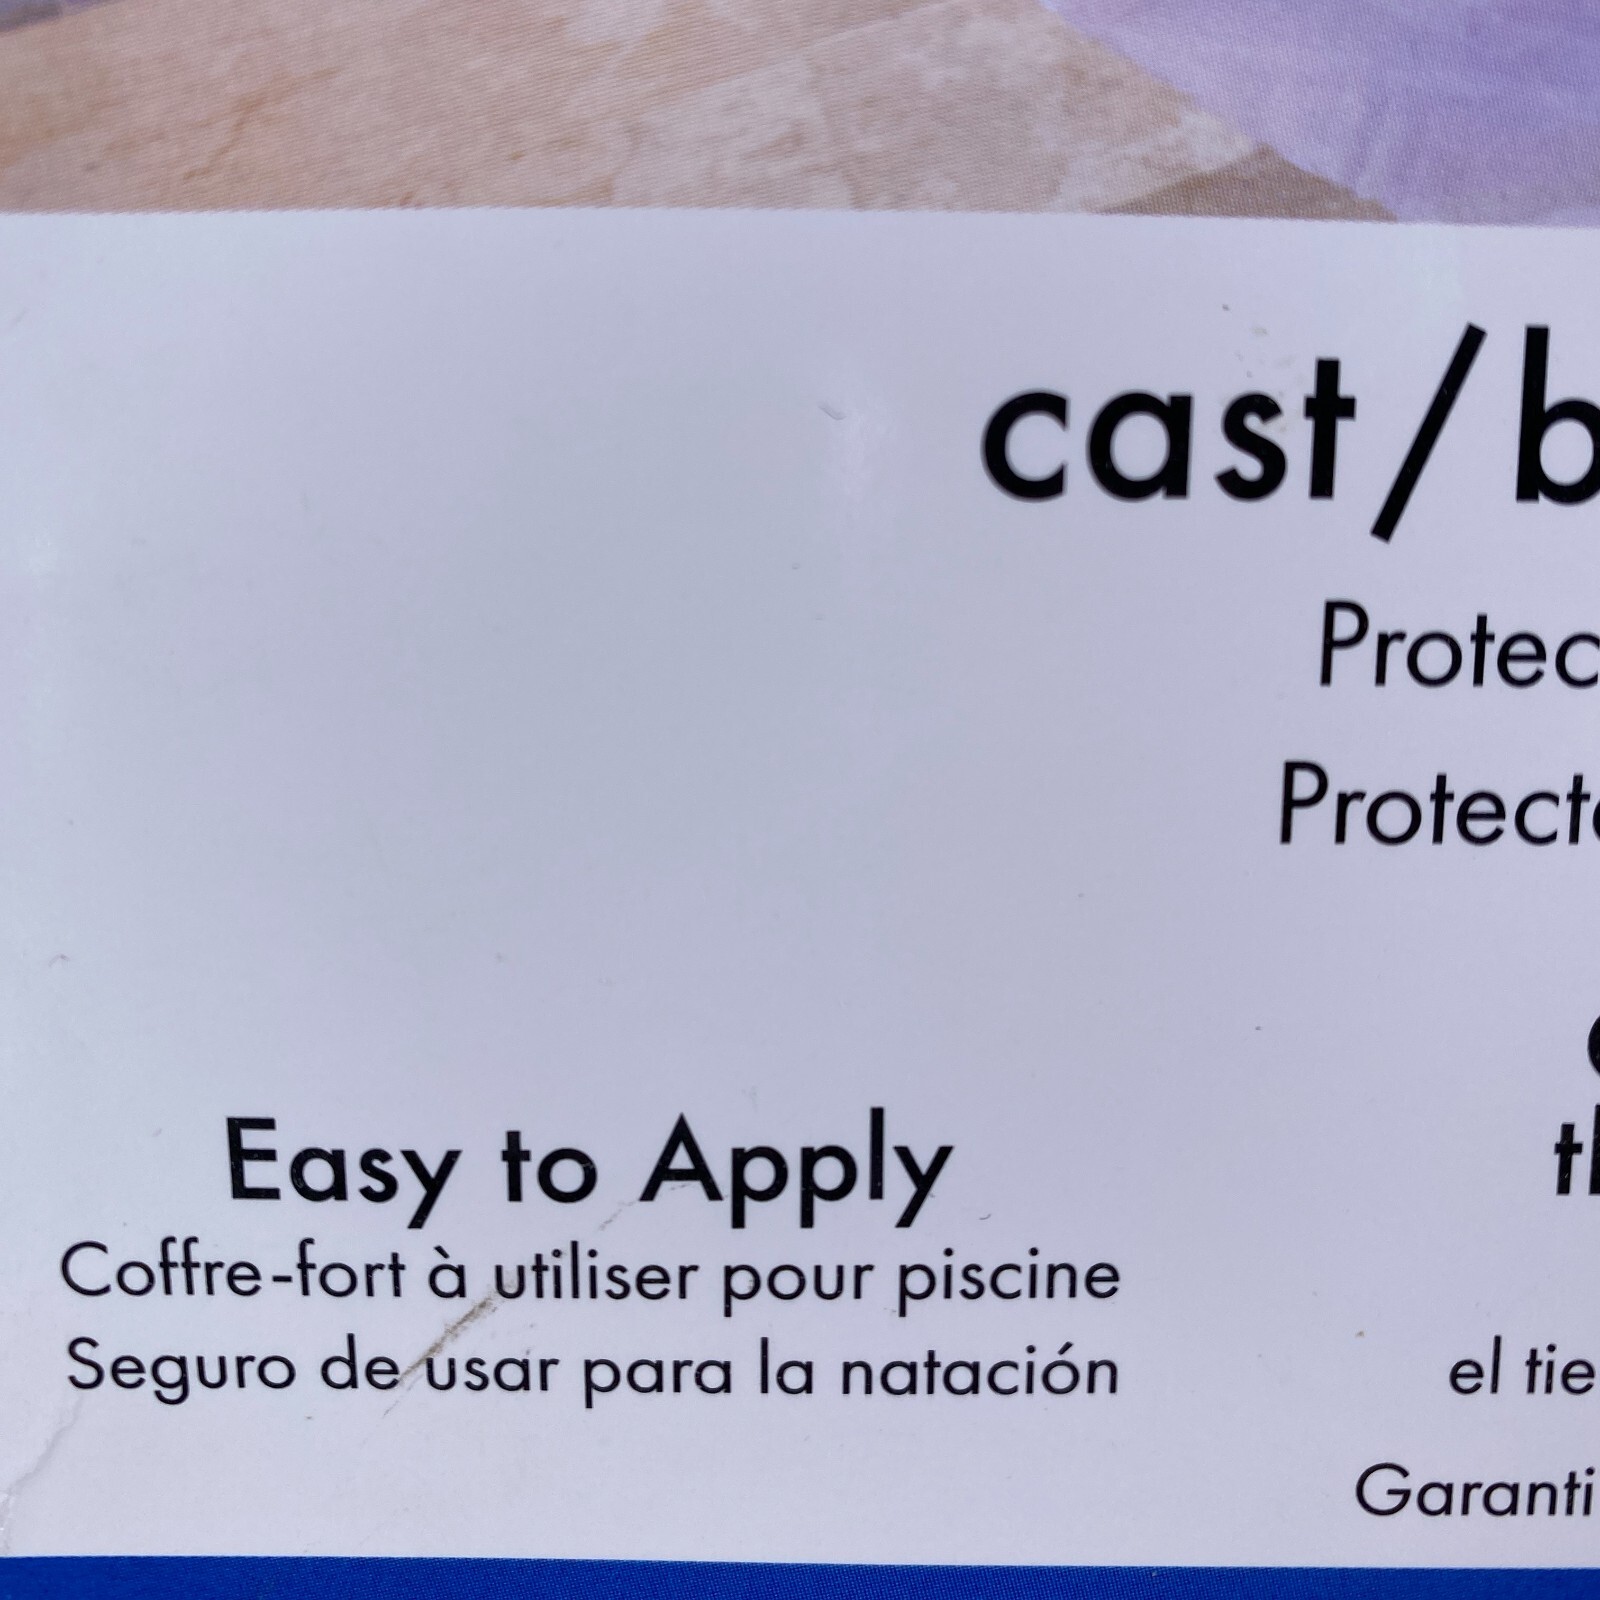 cast/b
Protec
Protect
th
Easy to Apply
Coffre-fort à utiliser pour piscine
Seguro de usar para la natación
el tie
Garanti